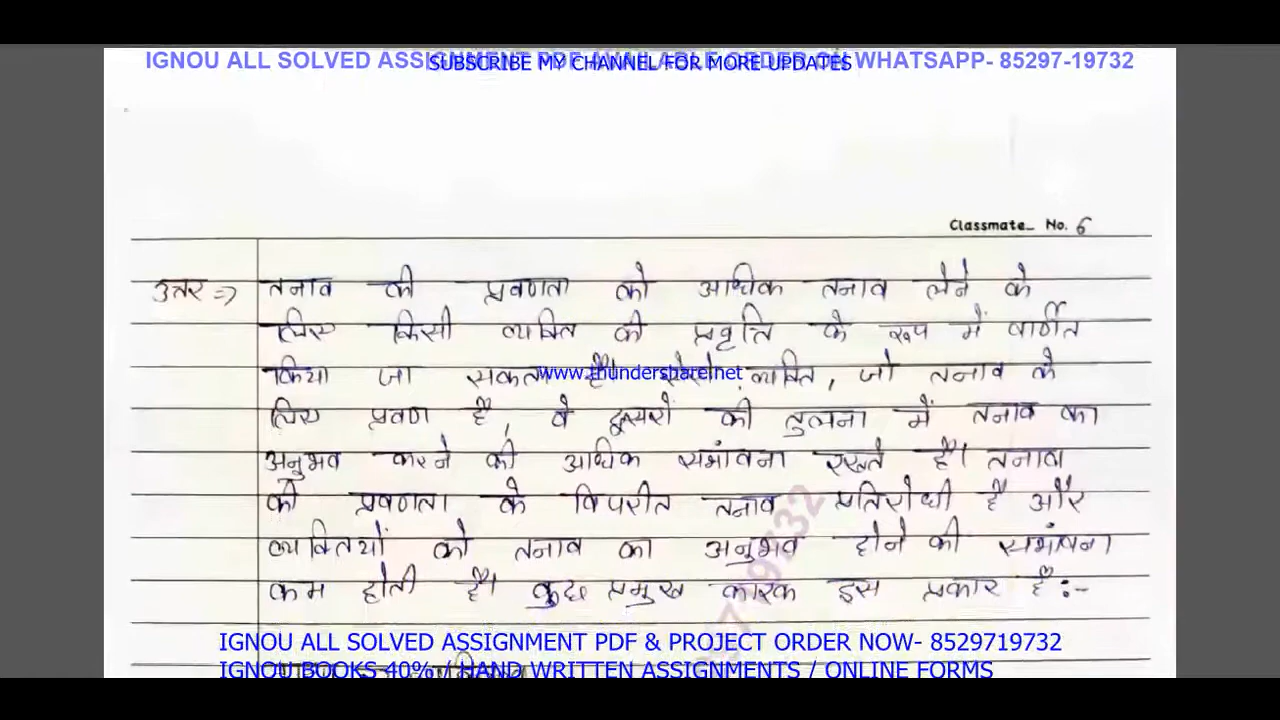 IGNOU ALL SOLVED ASSIGNMENT PDF AVAILABLE ORDER ON WHATSAPP- 85297-19732
SUBSCRIBE MY CHANNEL FOR MORE UPDATES
Classmate No. 6
उत्तर => तनाव की प्रवणता को अधिक तनाव लेने के
लिए किसी व्यक्ति की प्रवृत्ति के रूप में वर्णित
किया जा सकता है। ऐसे व्यक्ति, जो तनाव के
www.thundershare.net
लिए प्रवण है, वे दुसरों की तुलना में तनाव का
अनुभव करने की अधिक सभांवना रखते है। तनाव
की प्रवणता के विपरीत तनाव प्रतिरोधी है और
व्यक्तियों को तनाव का अनुभव होने की सभांवना
कम होती है। कुछ प्रमुख कारक इस प्रकार है :-
IGNOU ALL SOLVED ASSIGNMENT PDF & PROJECT ORDER NOW- 8529719732
IGNOU BOOKS 40% / HAND WRITTEN ASSIGNMENTS / ONLINE FORMS